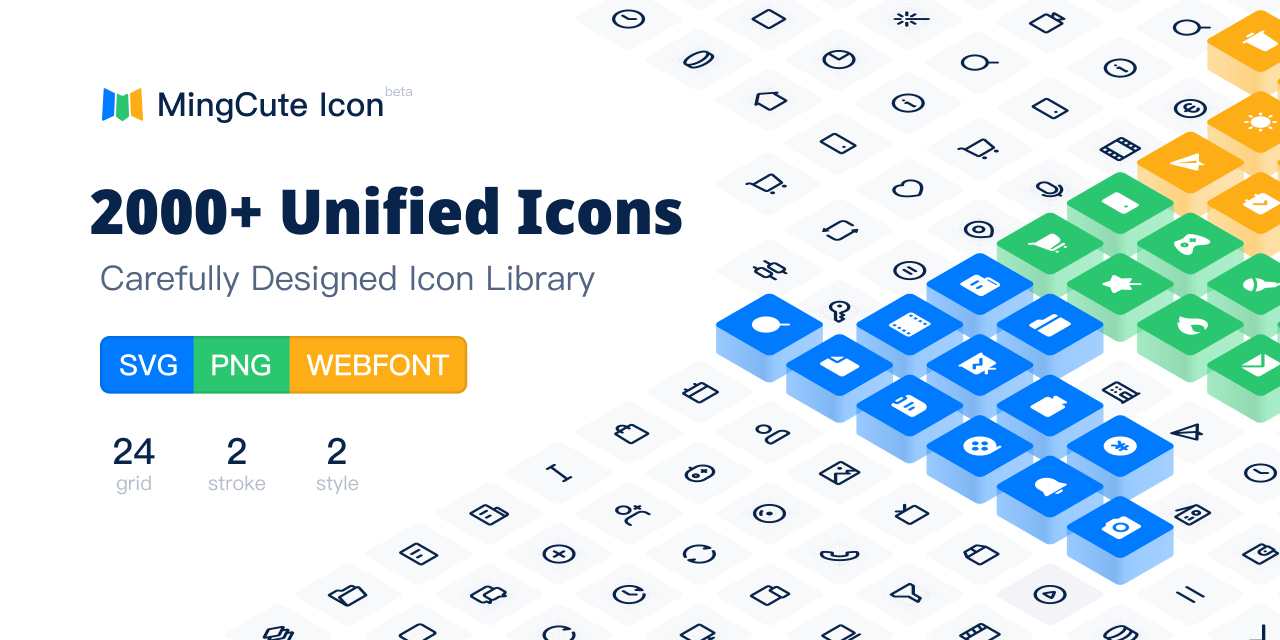 MingCute Icon beta
2000+ Unified Icons
Carefully Designed Icon Library
SVG PNG WEBFONT
24 2 2
grid stroke style